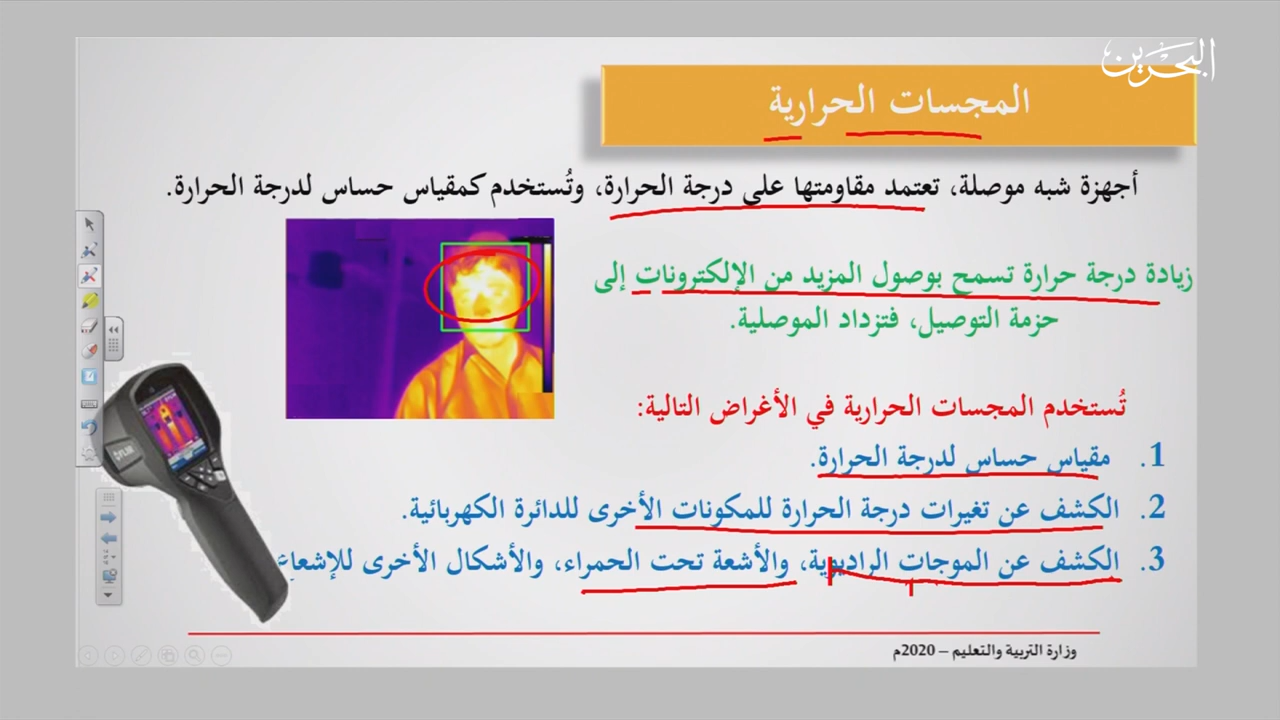 البحرين
المجسات الحرارية
أجهزة شبه موصلة، تعتمد مقاومتها على درجة الحرارة، وتُستخدم كمقياس حساس لدرجة الحرارة.
زيادة درجة حرارة تسمح بوصول المزيد من الإلكترونات إلى
حزمة التوصيل، فتزداد الموصلية.
تُستخدم المجسات الحرارية في الأغراض التالية:
1. مقياس حساس لدرجة الحرارة.
2. الكشف عن تغيرات درجة الحرارة للمكونات الأخرى للدائرة الكهربائية.
3. الكشف عن الموجات الراديوية، والأشعة تحت الحمراء، والأشكال الأخرى للإشعاع
FLIR
وزارة التربية والتعليم – 2020م